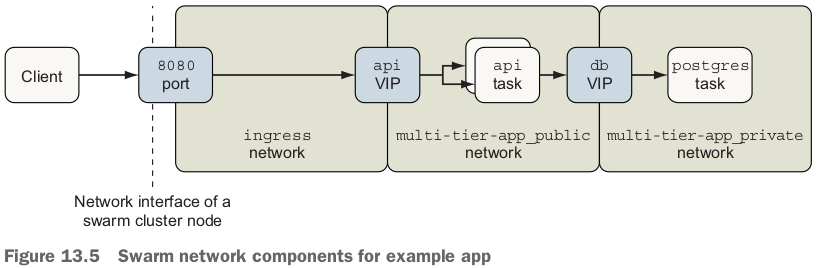 Client
8080
port
api
VIP
api
task
db
VIP
postgres
task
ingress
network
multi-tier-app_public
network
multi-tier-app_private
network
Network interface of a
swarm cluster node
Figure 13.5 Swarm network components for example app